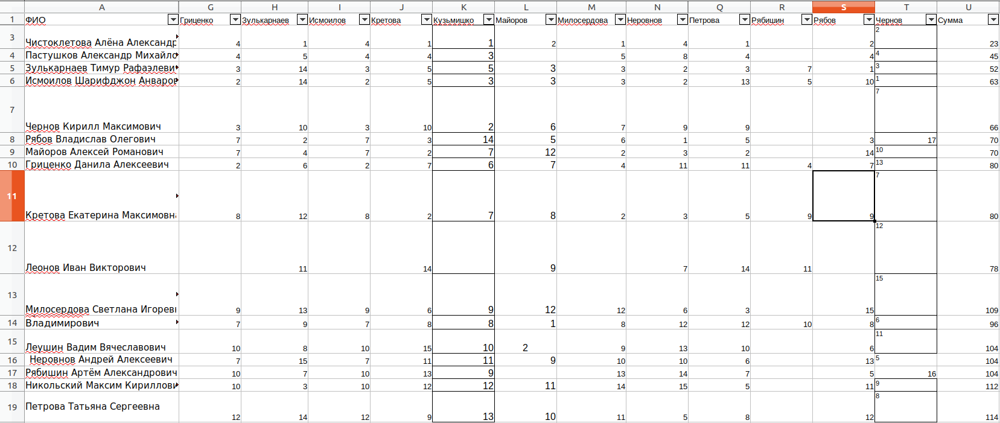 A G H I J K L M N Q R S T U
1 ФИО Гриценко Зулькарнаев Исмоилов Кретова Кузьмишко Майоров Милосердова Неровнов Петрова Рябишин Рябов Чернов Сумма
3 Чистоклетова Алёна Александр 4 1 4 1 1 2 1 4 1 2 2 23
4 Пастушков Александр Михайло 4 5 4 4 3 5 8 4 4 4 45
5 Зулькарнаев Тимур Рафаэлеви 3 14 3 5 5 3 3 2 3 7 1 3 52
6 Исмоилов Шарифджон Анваров 2 14 2 5 3 3 3 2 13 5 10 1 63
7 Чернов Кирилл Максимович 3 10 3 10 2 6 7 9 9 7 66
8 Рябов Владислав Олегович 7 2 7 3 14 5 6 1 5 3 17 70
9 Майоров Алексей Романович 7 4 7 2 7 12 2 3 2 14 10 70
10 Гриценко Данила Алексеевич 2 6 2 7 6 7 4 11 11 4 7 13 80
11 Кретова Екатерина Максимовна 8 12 8 2 7 8 2 3 5 9 9 7 80
12 Леонов Иван Викторович 11 14 9 7 14 11 12 78
13 Милосердова Светлана Игорев 9 13 9 6 9 12 12 6 3 15 15 109
14 Владимирович 7 9 7 8 8 1 8 12 12 10 8 6 96
15 Леушин Вадим Вячеславович 10 8 10 15 10 2 9 13 10 6 11 104
16 Неровнов Андрей Алексеевич 7 15 7 11 11 9 10 10 6 13 5 104
17 Рябишин Артём Александрович 10 7 10 13 9 13 14 7 5 16 104
18 Никольский Максим Кириллови 10 3 10 12 12 11 14 15 5 11 9 112
19 Петрова Татьяна Сергеевна 12 14 12 9 13 10 11 5 8 12 8 114